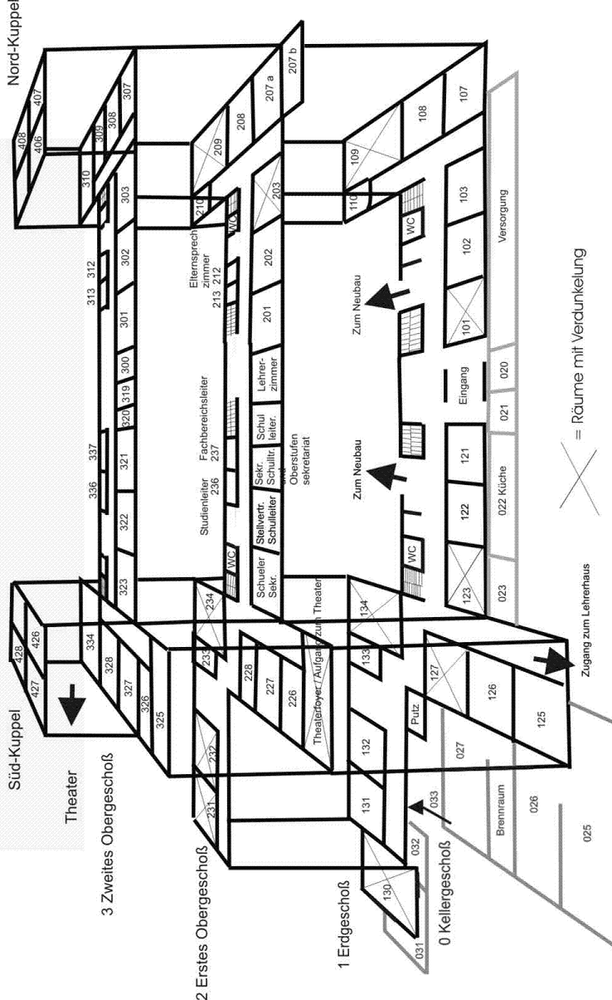 Nord-Kuppel
408
407
406
310
309
308
307
312
313
337
336
303
302
301
300
319
320
321
322
323
Süd-Kuppel
428
426
427
334
328
327
326
325
Theater
3 Zweites Obergeschoß
207 b
207 a
208
209
210
WC
203
Elternsprech
zimmer
213 212
202
201
Lehrer-
zimmer
Schul
leiter.
Sekr.
Schulltr.
und
Oberstufen
sekretariat
Stellvertr.
Schulleiter
Schueler
Sekr.
Fachbereichsleiter
237
Studienleiter
236
WC
234
233
228
227
226
Theaterfoyer / Aufgang zum Theater
232
231
2 Erstes Obergeschoß
107
108
109
110
WC
103
102
101
Zum Neubau
Eingang
Zum Neubau
121
122
123
WC
134
133
132
131
130
127
126
125
Putz
1 Erdgeschoß
Versorgung
020
021
022 Küche
023
027
033
Brennraum
026
025
032
031
0 Kellergeschoß
Zugang zum Lehrerhaus
= Räume mit Verdunkelung